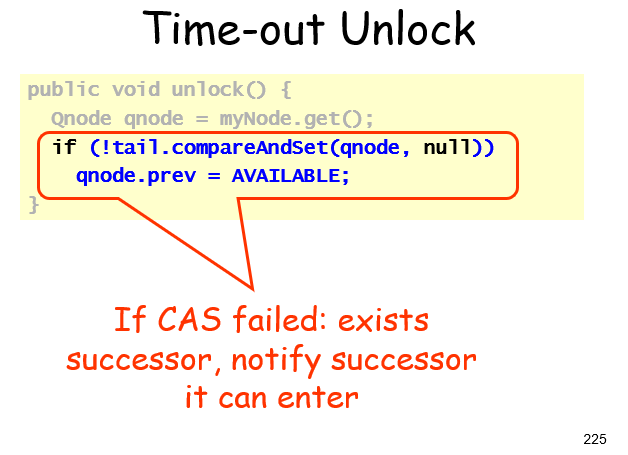 Time-out Unlock
public void unlock() {
Qnode qnode = myNode.get();
if (!tail.compareAndSet(qnode, null))
qnode.prev = AVAILABLE;
}
If CAS failed: exists
successor, notify successor
it can enter
225